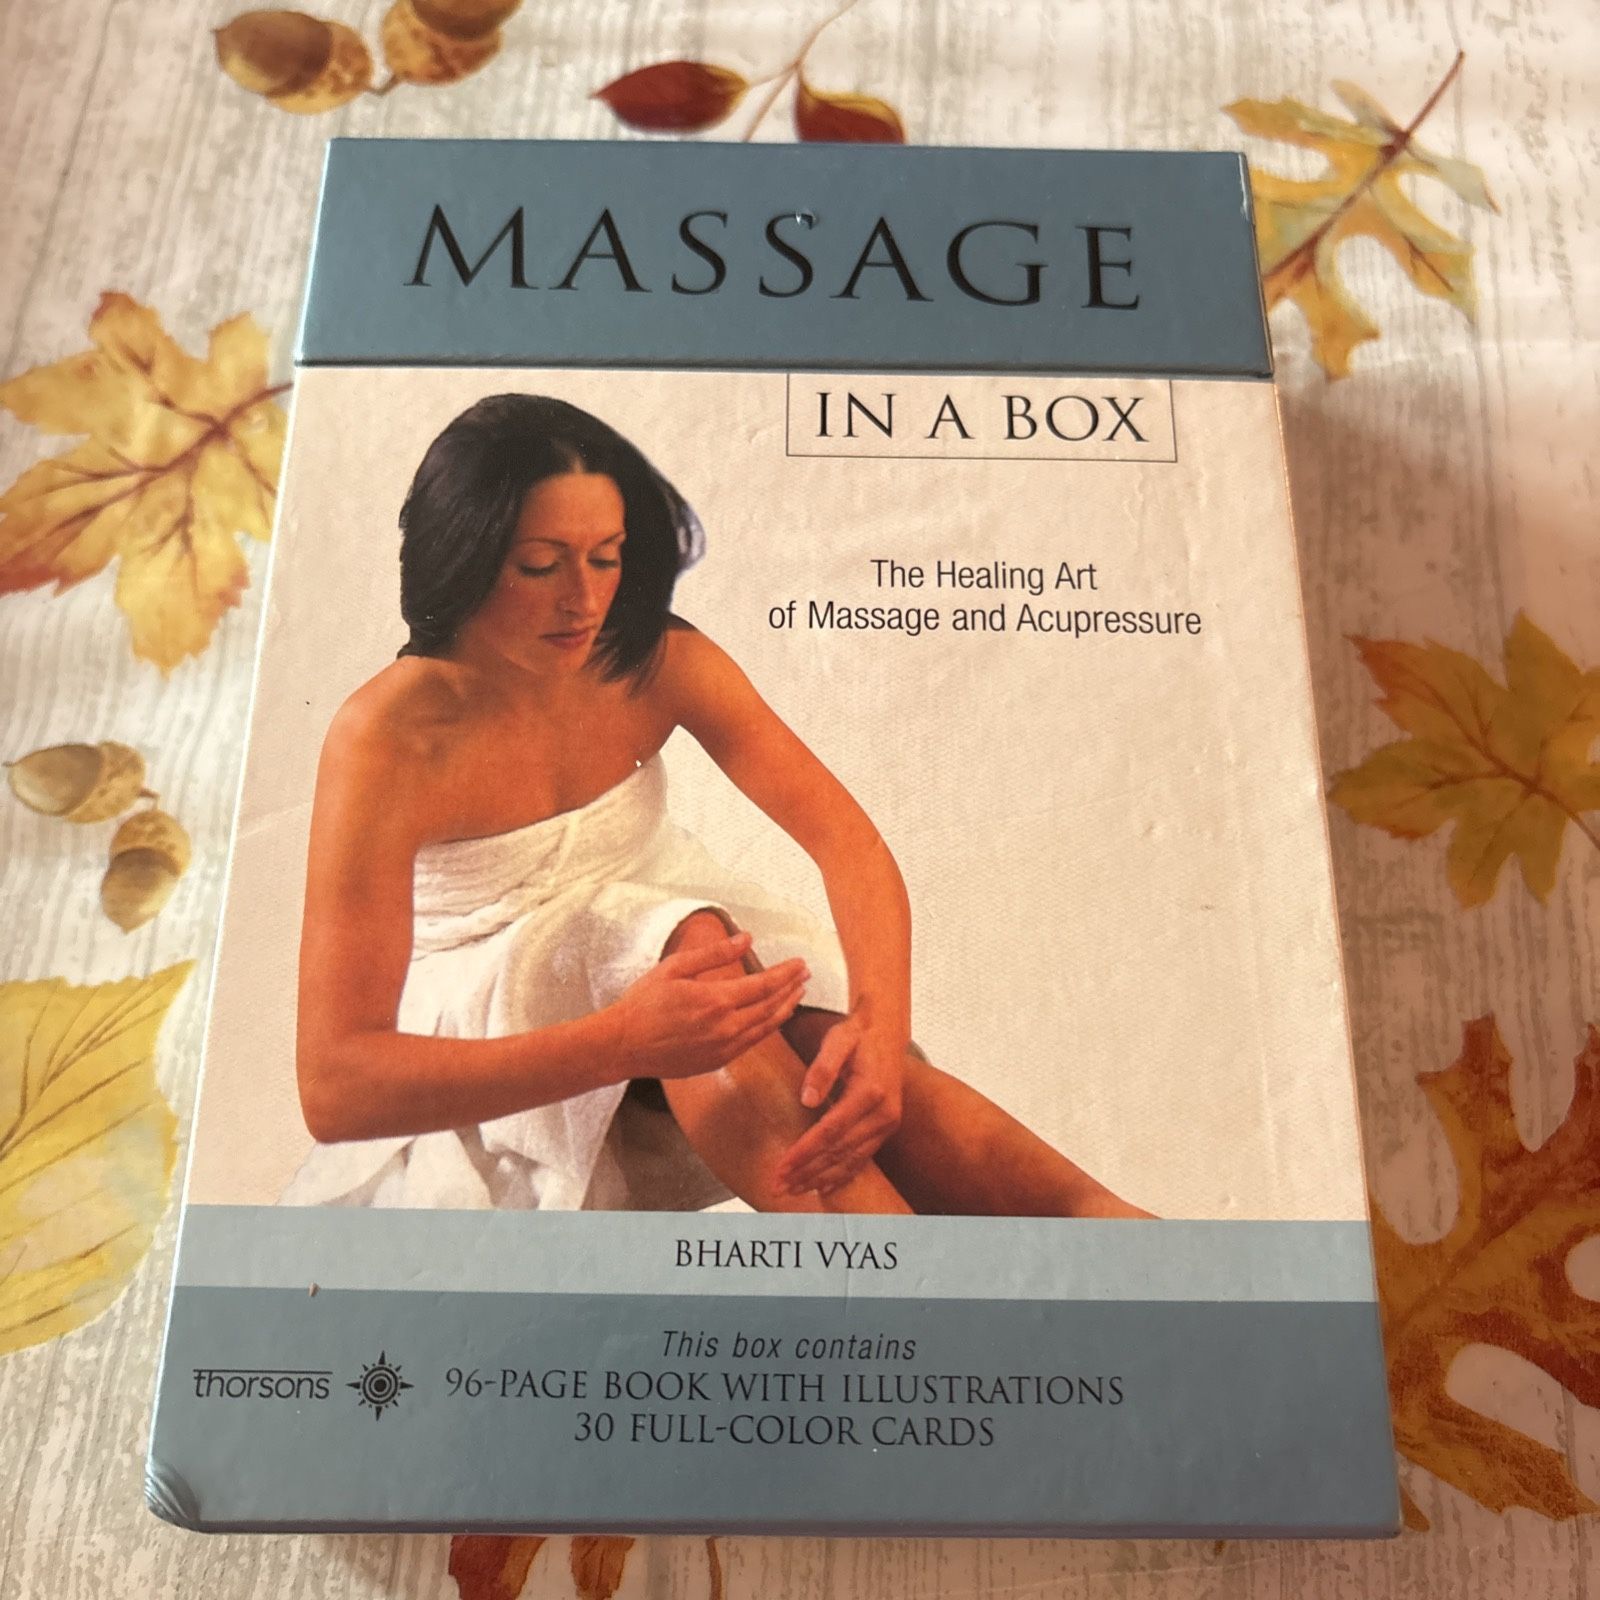 MASSAGE
IN A BOX
The Healing Art
of Massage and Acupressure
BHARTI VYAS
This box contains
thorsons 96-PAGE BOOK WITH ILLUSTRATIONS
30 FULL-COLOR CARDS